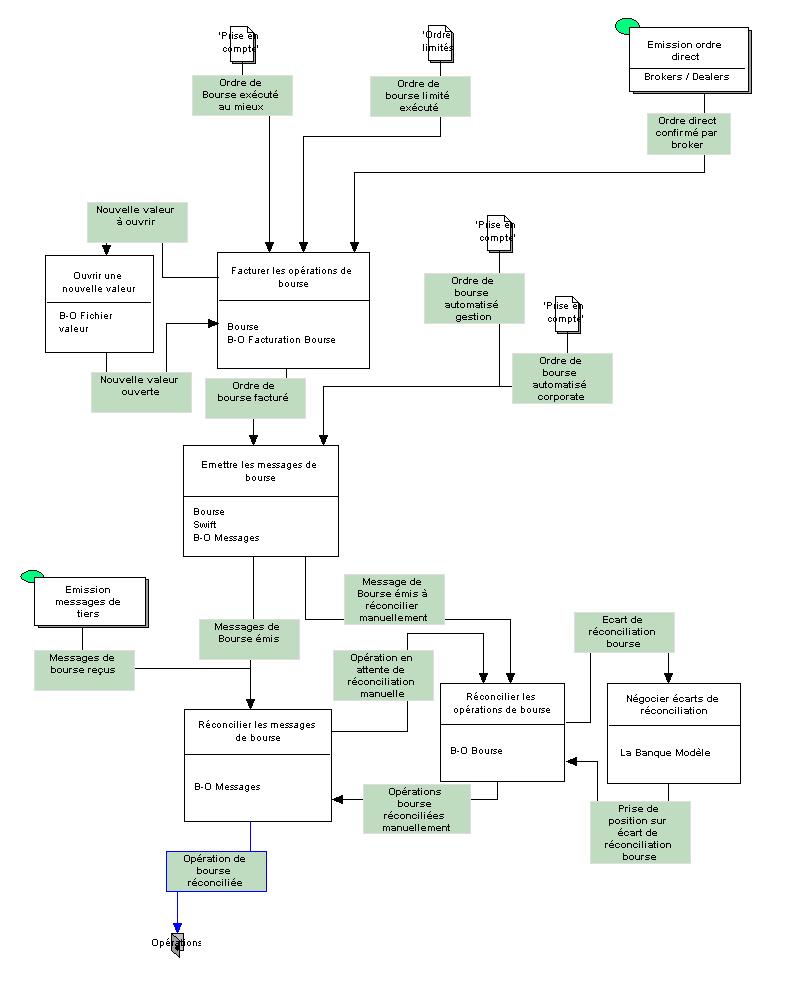 'Prise en
compte'
'Ordre
limités'
Emission ordre
direct
Brokers / Dealers
Ordre de
Bourse exécuté
au mieux
Ordre de
bourse limité
exécuté
Ordre direct
confirmé par
broker
Nouvelle valeur
à ouvrir
'Prise en
compte'
Ouvrir une
nouvelle valeur
B-O Fichier
valeur
Facturer les opérations de
bourse
Bourse
B-O Facturation Bourse
Ordre de
bourse
automatisé
gestion
'Prise en
compte'
Nouvelle valeur
ouverte
Ordre de
bourse facturé
Ordre de
bourse
automatisé
corporate
Emettre les messages de
bourse
Bourse
Swift
B-O Messages
Emission
messages de
tiers
Message de
Bourse émis à
réconcilier
manuellement
Messages de
Bourse émis
Ecart de
réconciliation
bourse
Messages de
bourse reçus
Opération en
attente de
réconciliation
manuelle
Réconcilier les messages
de bourse
B-O Messages
Réconcilier les
opérations de bourse
B-O Bourse
Négocier écarts de
réconciliation
La Banque Modèle
Opérations
bourse
réconciliées
manuellement
Prise de
position sur
écart de
réconciliation
bourse
Opération de
bourse
réconciliée
Opérations